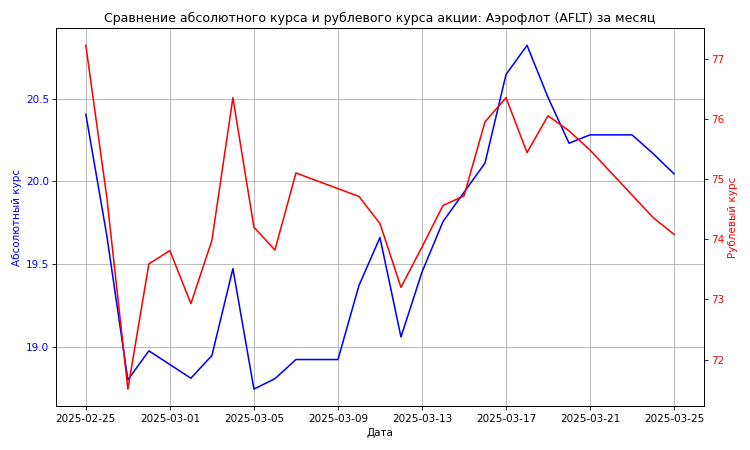 Сравнение абсолютного курса и рублевого курса акции: Аэрофлот (AFLT) за месяц
Абсолютный курс
20.5
20.0
19.5
19.0
77
76
75
74
73
72
Рублевый курс
2025-02-25 2025-03-01 2025-03-05 2025-03-09 2025-03-13 2025-03-17 2025-03-21 2025-03-25
Дата